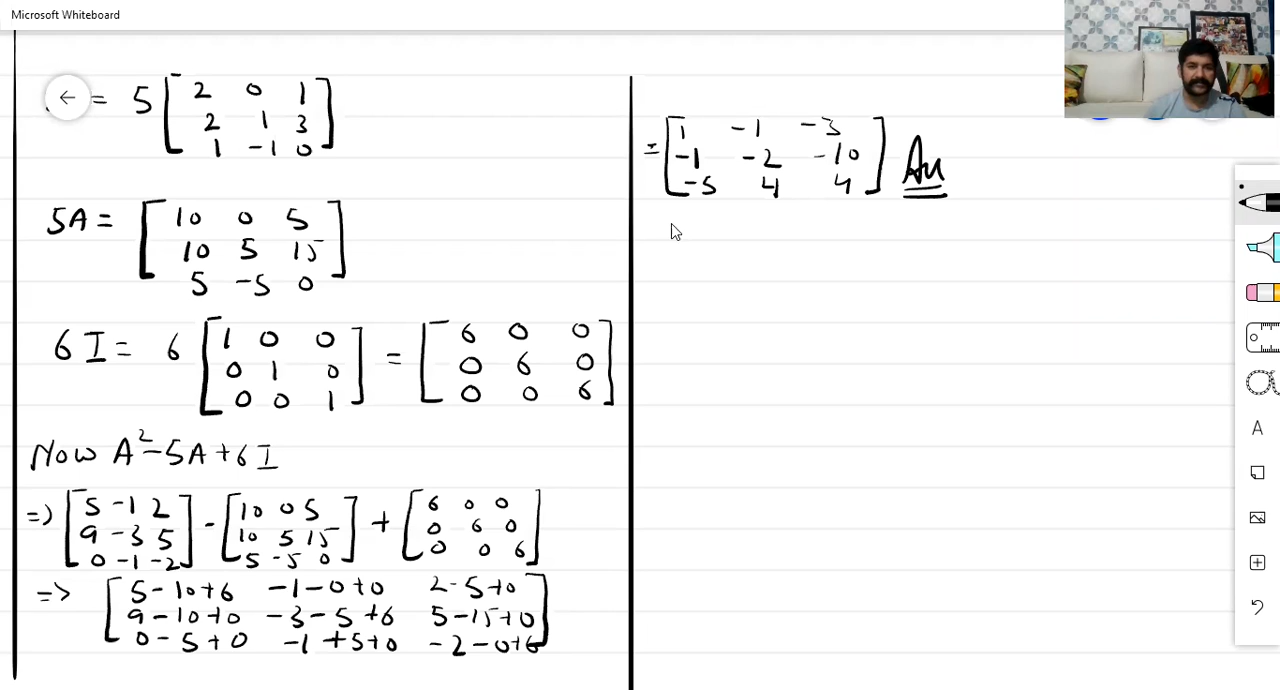 Microsoft Whiteboard
= 5 [ 2 0 1
2 1 3
1 -1 0 ]
5A = [ 10 0 5
10 5 15
5 -5 0 ]
6I = 6 [ 1 0 0
0 1 0
0 0 1 ] = [ 6 0 0
0 6 0
0 0 6 ]
Now A²-5A+6I
=> [ 5 -1 2
9 -3 5
0 -1 -2 ] - [ 10 0 5
10 5 15
5 -5 0 ] + [ 6 0 0
0 6 0
0 0 6 ]
=> [ 5-10+6 -1-0+0 2-5+0
9-10+0 -3-5+6 5-15+0
0-5+0 -1+5+0 -2-0+6 ]
= [ 1 -1 -3
-1 -2 -10
-5 4 4 ] An
A